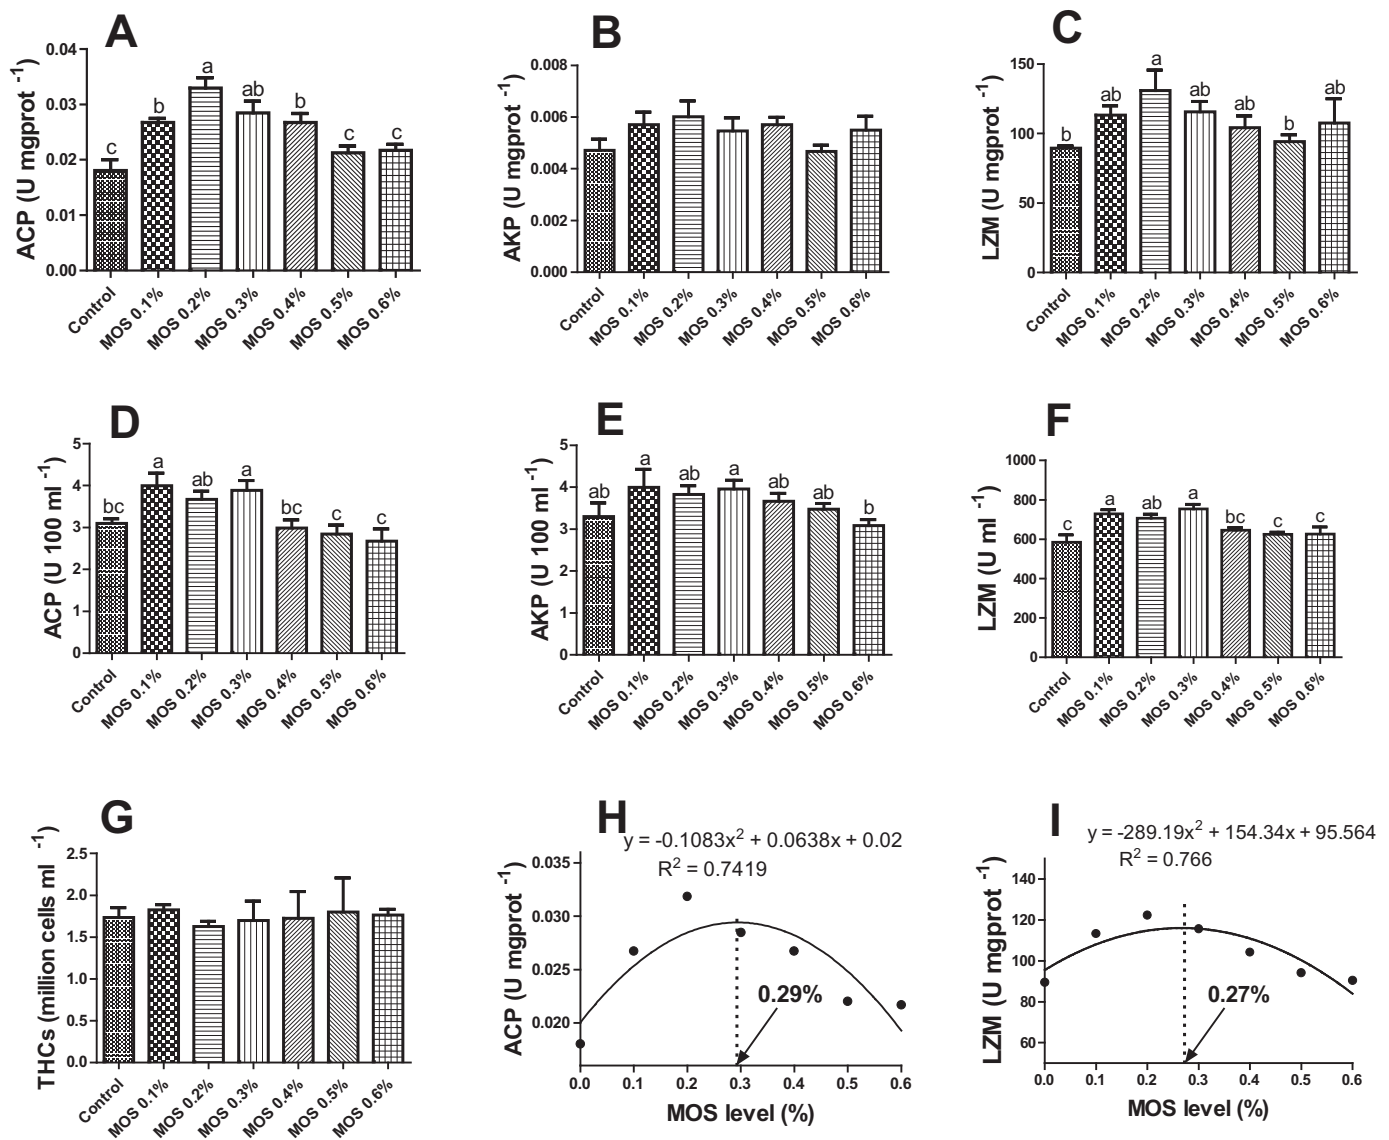 A
ACP (U mgprot -1)
0.04
0.03
0.02
0.01
0.00
c
b
a
ab
b
c
c
Control
MOS 0.1%
MOS 0.2%
MOS 0.3%
MOS 0.4%
MOS 0.5%
MOS 0.6%
B
AKP (U mgprot -1)
0.008
0.006
0.004
0.002
0.000
Control
MOS 0.1%
MOS 0.2%
MOS 0.3%
MOS 0.4%
MOS 0.5%
MOS 0.6%
C
LZM (U mgprot -1)
150
100
50
0
b
ab
a
ab
ab
b
ab
Control
MOS 0.1%
MOS 0.2%
MOS 0.3%
MOS 0.4%
MOS 0.5%
MOS 0.6%
D
ACP (U 100 ml -1)
5
4
3
2
1
0
bc
a
ab
a
bc
c
c
Control
MOS 0.1%
MOS 0.2%
MOS 0.3%
MOS 0.4%
MOS 0.5%
MOS 0.6%
E
AKP (U 100 ml -1)
5
4
3
2
1
0
ab
a
ab
a
ab
ab
b
Control
MOS 0.1%
MOS 0.2%
MOS 0.3%
MOS 0.4%
MOS 0.5%
MOS 0.6%
F
LZM (U ml -1)
1000
800
600
400
200
0
c
a
ab
a
bc
c
c
Control
MOS 0.1%
MOS 0.2%
MOS 0.3%
MOS 0.4%
MOS 0.5%
MOS 0.6%
G
THCs (million cells ml -1)
2.5
2.0
1.5
1.0
0.5
0.0
Control
MOS 0.1%
MOS 0.2%
MOS 0.3%
MOS 0.4%
MOS 0.5%
MOS 0.6%
H
y = -0.1083x2 + 0.0638x + 0.02
R2 = 0.7419
ACP (U mgprot -1)
0.035
0.030
0.025
0.020
0.29%
0.0 0.1 0.2 0.3 0.4 0.5 0.6
MOS level (%)
I
y = -289.19x2 + 154.34x + 95.564
R2 = 0.766
LZM (U mgprot -1)
140
120
100
80
60
0.27%
0.0 0.1 0.2 0.3 0.4 0.5 0.6
MOS level (%)